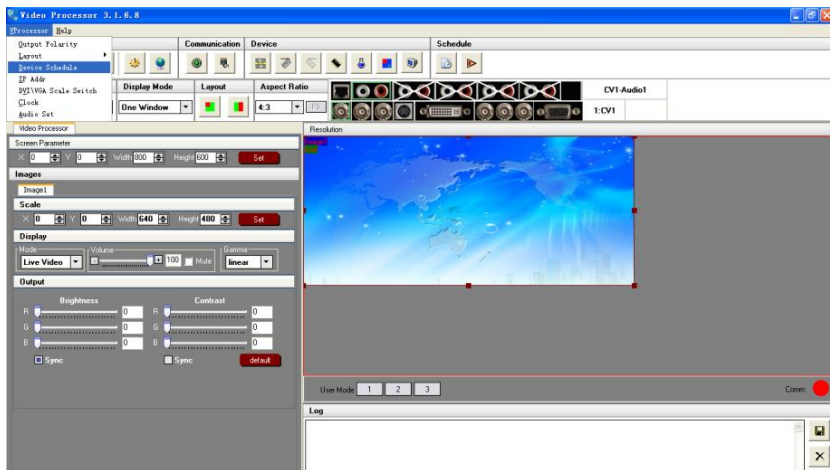 Video Processor 3.1.6.8
VProcessor Help
Output Polarity
Layout
Device Schedule
IP Addr
DVI\VGA Scale Switch
Clock
Audio Set
Communication Device Schedule
Display Mode Layout Aspect Ratio
One Window 4:3 FS
CV1-Audio1
1:CV1
Video Processor
Screen Parameter
X 0 Y 0 Width 800 Height 600 Set
Images
Image1
Scale
X 0 Y 0 Width 640 Height 480 Set
Display
Mode Volume Gamma
Live Video 100 Mute linear
Output
Brightness Contrast
R 0 R 0
G 0 G 0
B 0 B 0
Sync Sync default
Resolution
Image1
User Mode 1 2 3 Comm:
Log